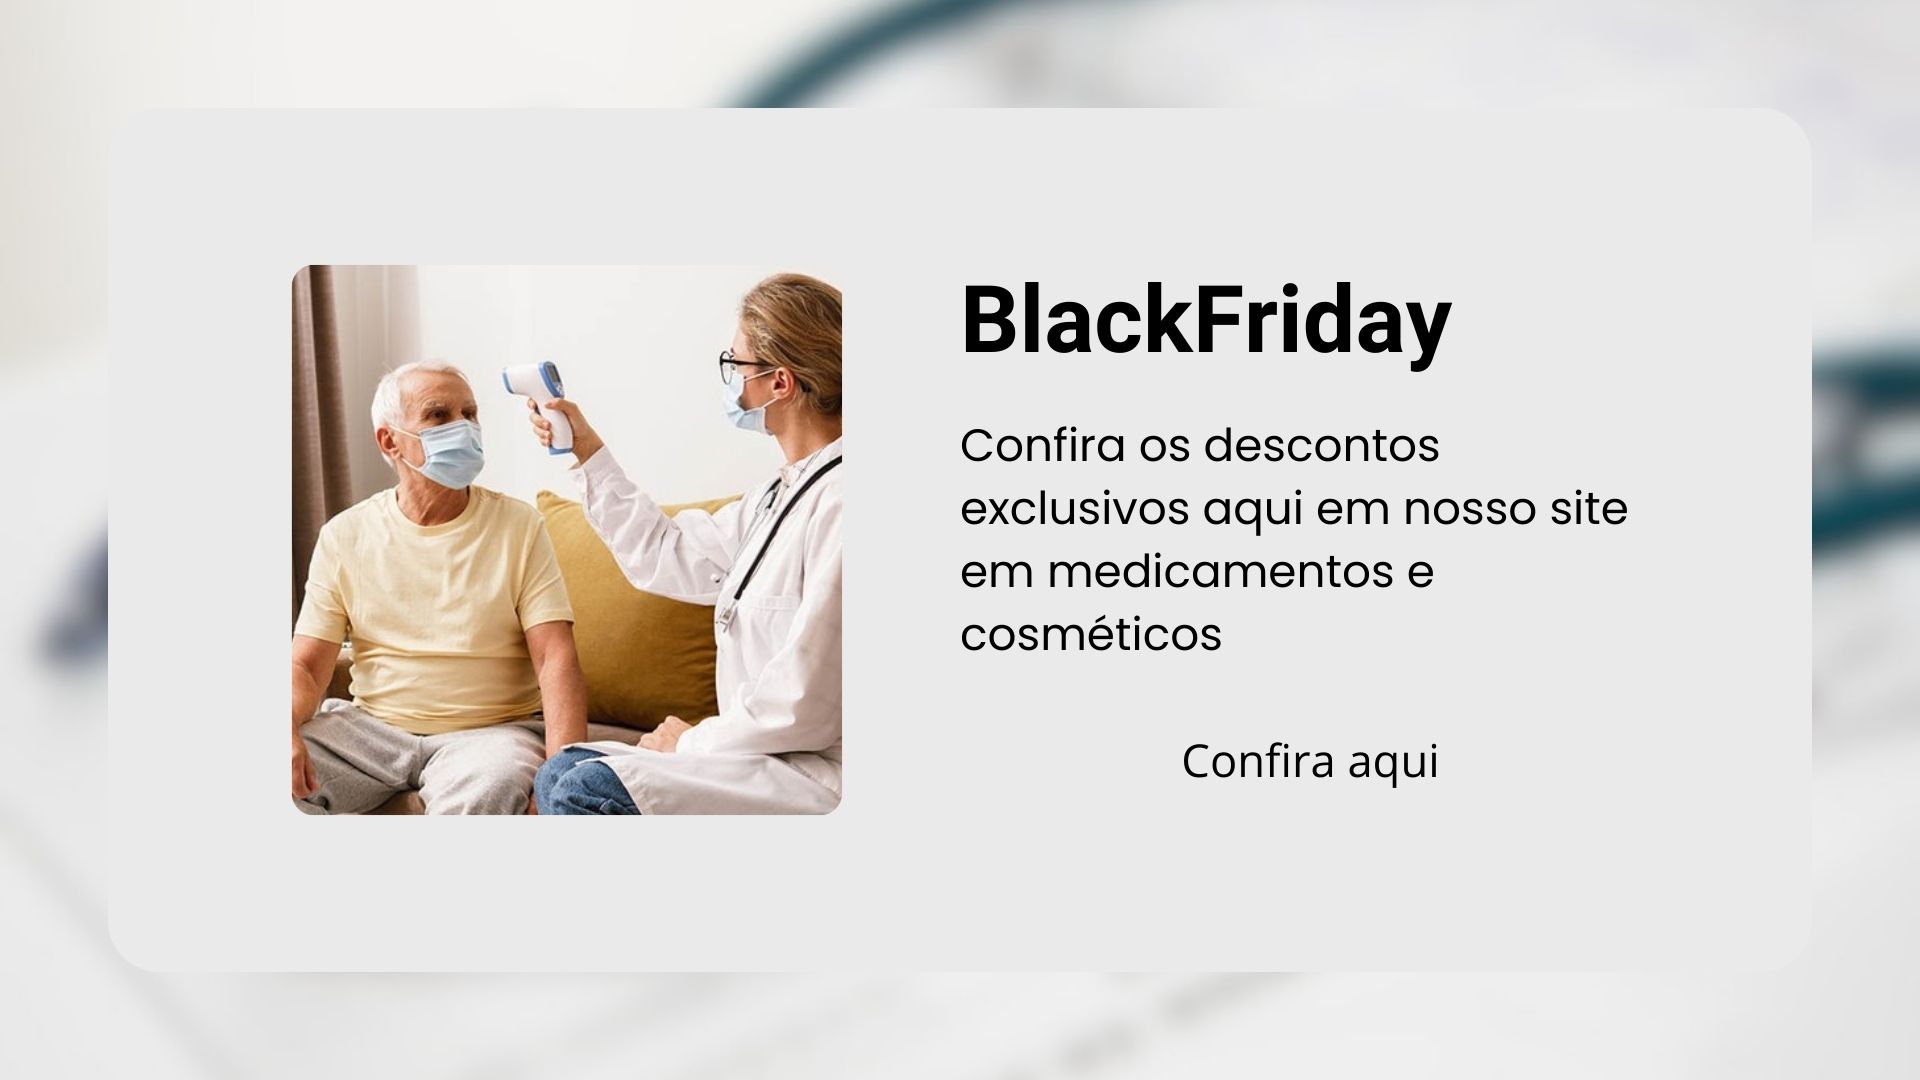 BlackFriday
Confira os descontos
exclusivos aqui em nosso site
em medicamentos e
cosméticos
Confira aqui